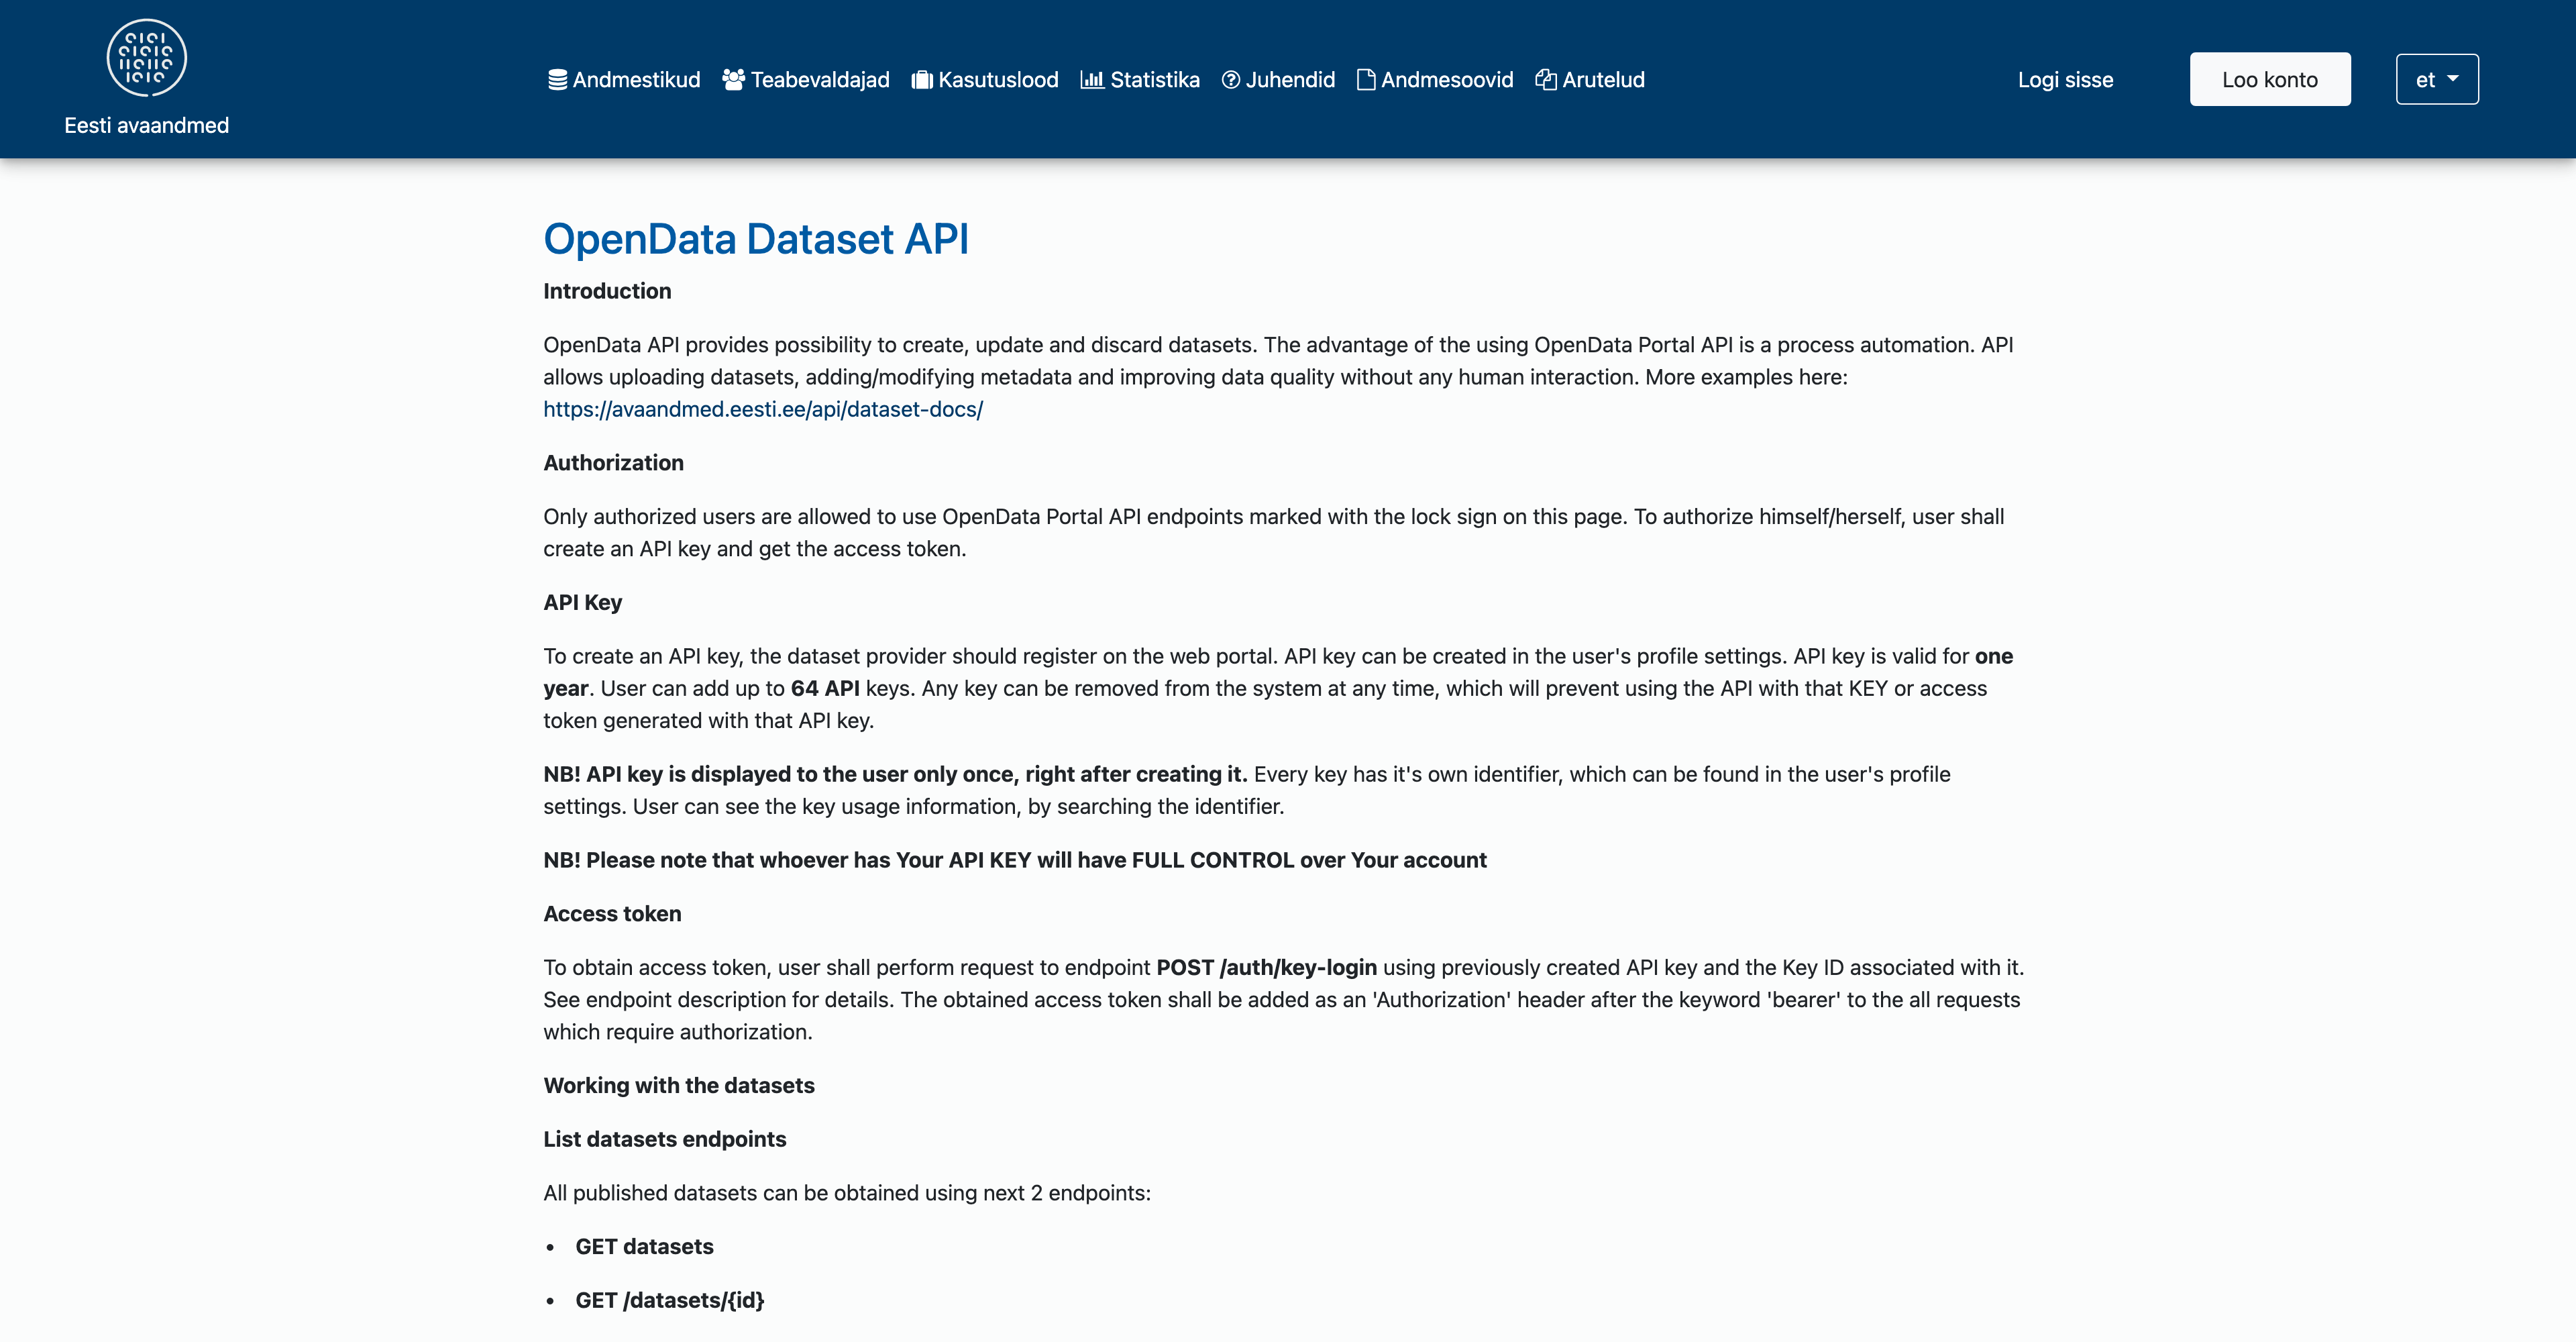 Eesti avaandmed
Andmestikud Teabevaldajad Kasutuslood Statistika Juhendid Andmesoovid Arutelud
Logi sisse
Loo konto
et
OpenData Dataset API
Introduction
OpenData API provides possibility to create, update and discard datasets. The advantage of the using OpenData Portal API is a process automation. API
allows uploading datasets, adding/modifying metadata and improving data quality without any human interaction. More examples here:
https://avaandmed.eesti.ee/api/dataset-docs/
Authorization
Only authorized users are allowed to use OpenData Portal API endpoints marked with the lock sign on this page. To authorize himself/herself, user shall
create an API key and get the access token.
API Key
To create an API key, the dataset provider should register on the web portal. API key can be created in the user's profile settings. API key is valid for one
year. User can add up to 64 API keys. Any key can be removed from the system at any time, which will prevent using the API with that KEY or access
token generated with that API key.
NB! API key is displayed to the user only once, right after creating it. Every key has it's own identifier, which can be found in the user's profile
settings. User can see the key usage information, by searching the identifier.
NB! Please note that whoever has Your API KEY will have FULL CONTROL over Your account
Access token
To obtain access token, user shall perform request to endpoint POST /auth/key-login using previously created API key and the Key ID associated with it.
See endpoint description for details. The obtained access token shall be added as an 'Authorization' header after the keyword 'bearer' to the all requests
which require authorization.
Working with the datasets
List datasets endpoints
All published datasets can be obtained using next 2 endpoints:
• GET datasets
• GET /datasets/{id}